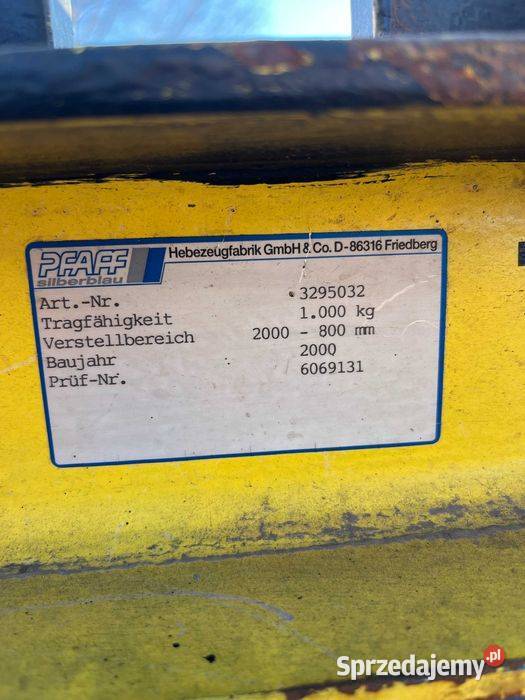 PFAFF
silberblau
Hebezeugfabrik GmbH & Co. D-86316 Friedberg
Art.-Nr. 3295032
Tragfähigkeit 1.000 kg
Verstellbereich 2000 - 800 mm
Baujahr 2000
Prüf-Nr. 6069131
Sprzedajemy.pl